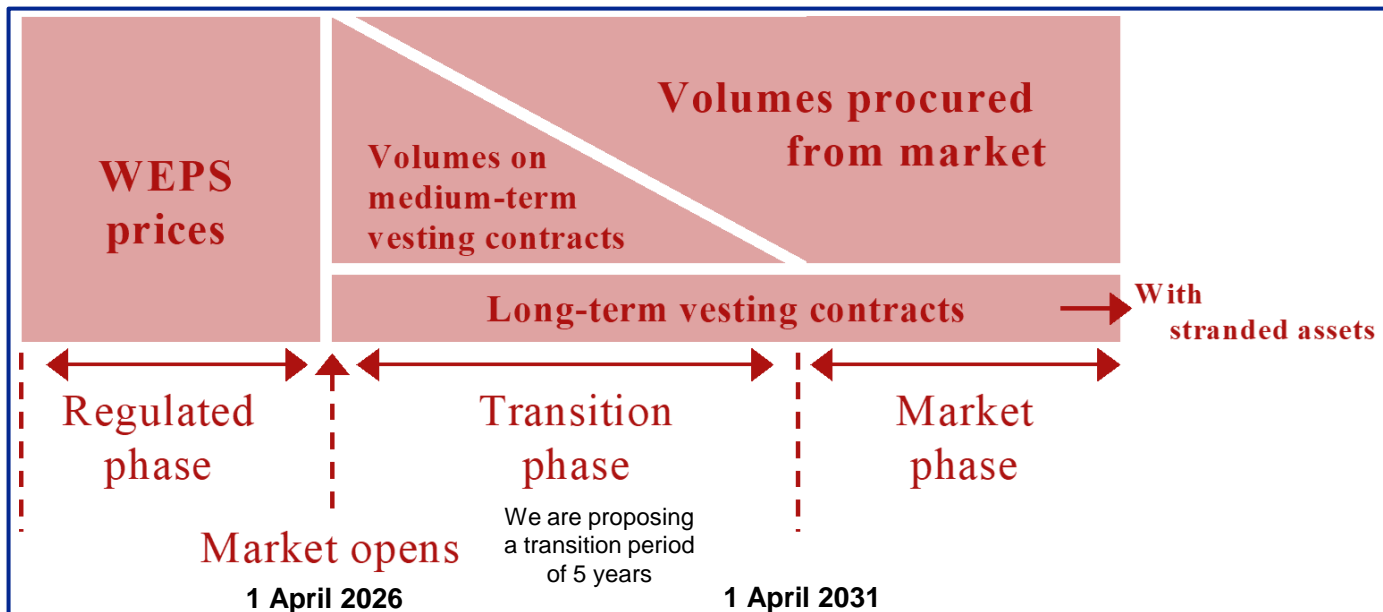 WEPS
prices
Volumes on
medium-term
vesting contracts
Volumes procured
from market
Long-term vesting contracts
With
stranded assets
Regulated
phase
Transition
phase
Market
phase
We are proposing
a transition period
of 5 years
Market opens
1 April 2026
1 April 2031